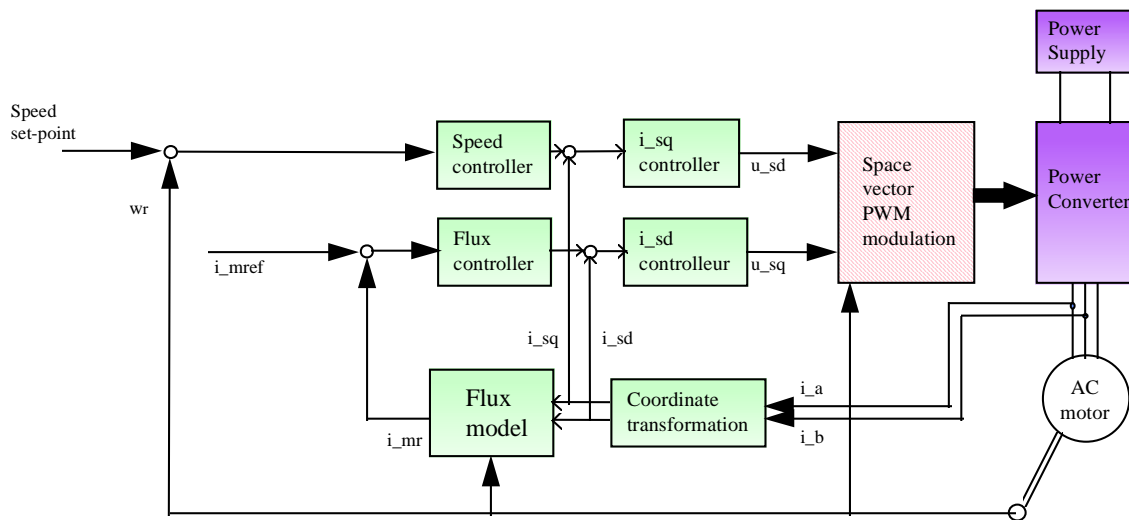 Power
Supply
Speed
set-point
Speed
controller
i_sq
controller
u_sd
Space
vector
PWM
modulation
Power
Converter
wr
i_mref
Flux
controller
i_sd
controlleur
u_sq
i_sq
i_sd
Flux
model
i_mr
Coordinate
transformation
i_a
i_b
AC
motor